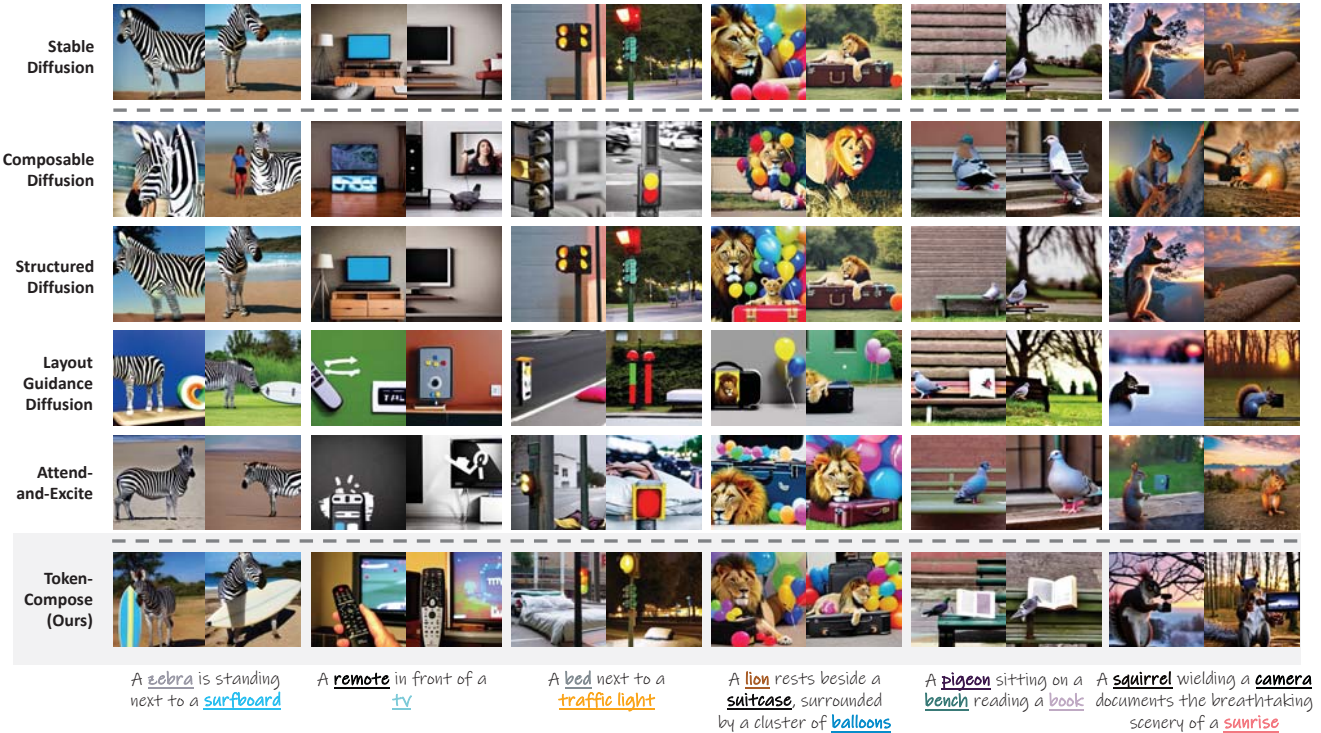 Stable
Diffusion
Composable
Diffusion
Structured
Diffusion
Layout
Guidance
Diffusion
Attend-
and-Excite
Token-
Compose
(Ours)
A zebra is standing
next to a surfboard
A remote in front of a
tv
A bed next to a
traffic light
A lion rests beside a
suitcase, surrounded
by a cluster of balloons
A pigeon sitting on a
bench reading a book
A squirrel wielding a camera
documents the breathtaking
scenery of a sunrise